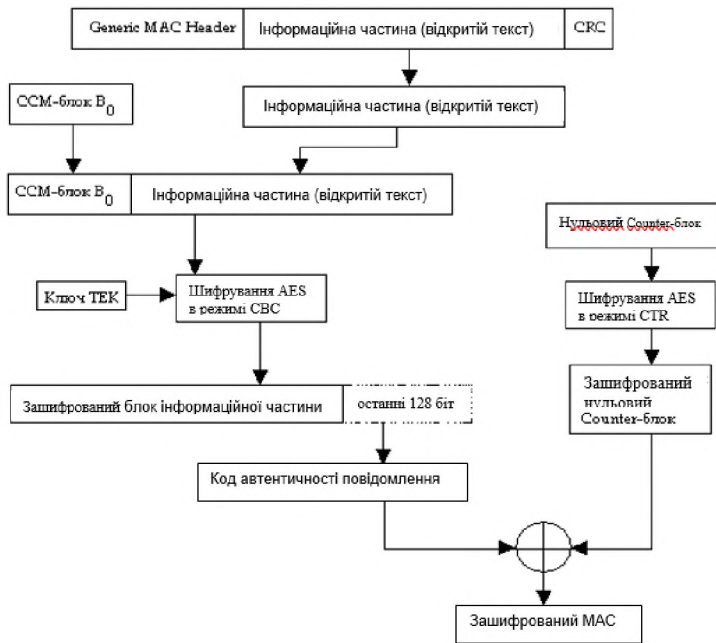 Generic MAC Header Інформаційна частина (відкритій текст) CRC
CCM-блок B0
Інформаційна частина (відкритій текст)
CCM-блок B0 Інформаційна частина (відкритій текст)
Нульовий Counter-блок
Ключ ТЕК
Шифрування AES
в режимі CBC
Шифрування AES
в режимі CTR
Зашифрований блок інформаційної частини
останні 128 біт
Зашифрований
нульовий
Counter-блок
Код автентичності повідомлення
Зашифрований МАС